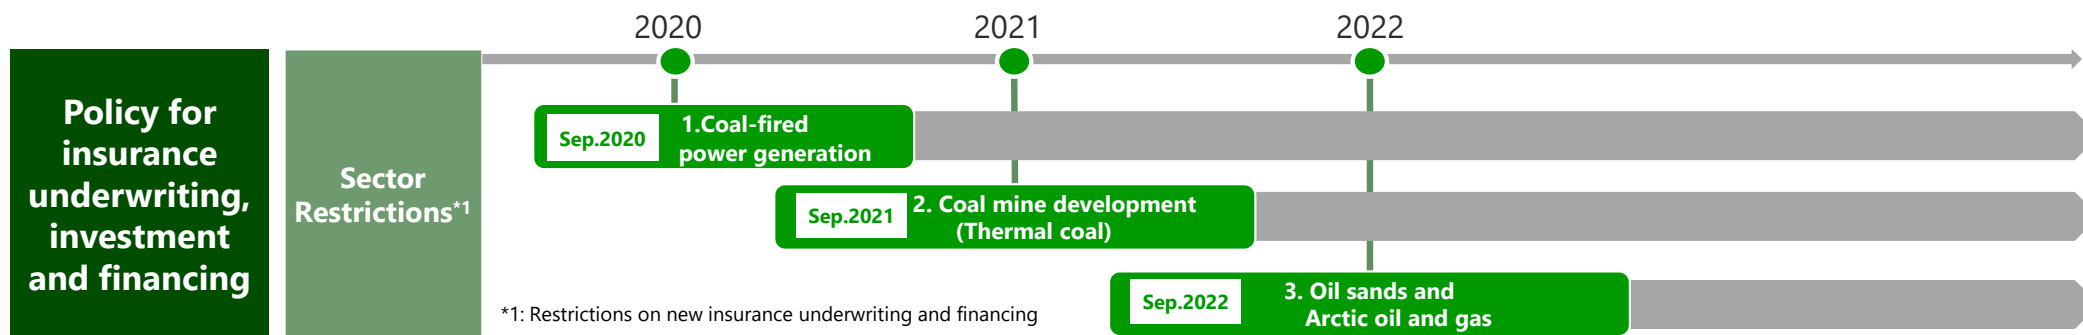 2020
2021
2022
Policy for
insurance
underwriting,
investment
and financing
Sector
Restrictions*1
Sep.2020
1.Coal-fired
power generation
Sep.2021
2. Coal mine development
(Thermal coal)
Sep.2022
3. Oil sands and
Arctic oil and gas
*1: Restrictions on new insurance underwriting and financing